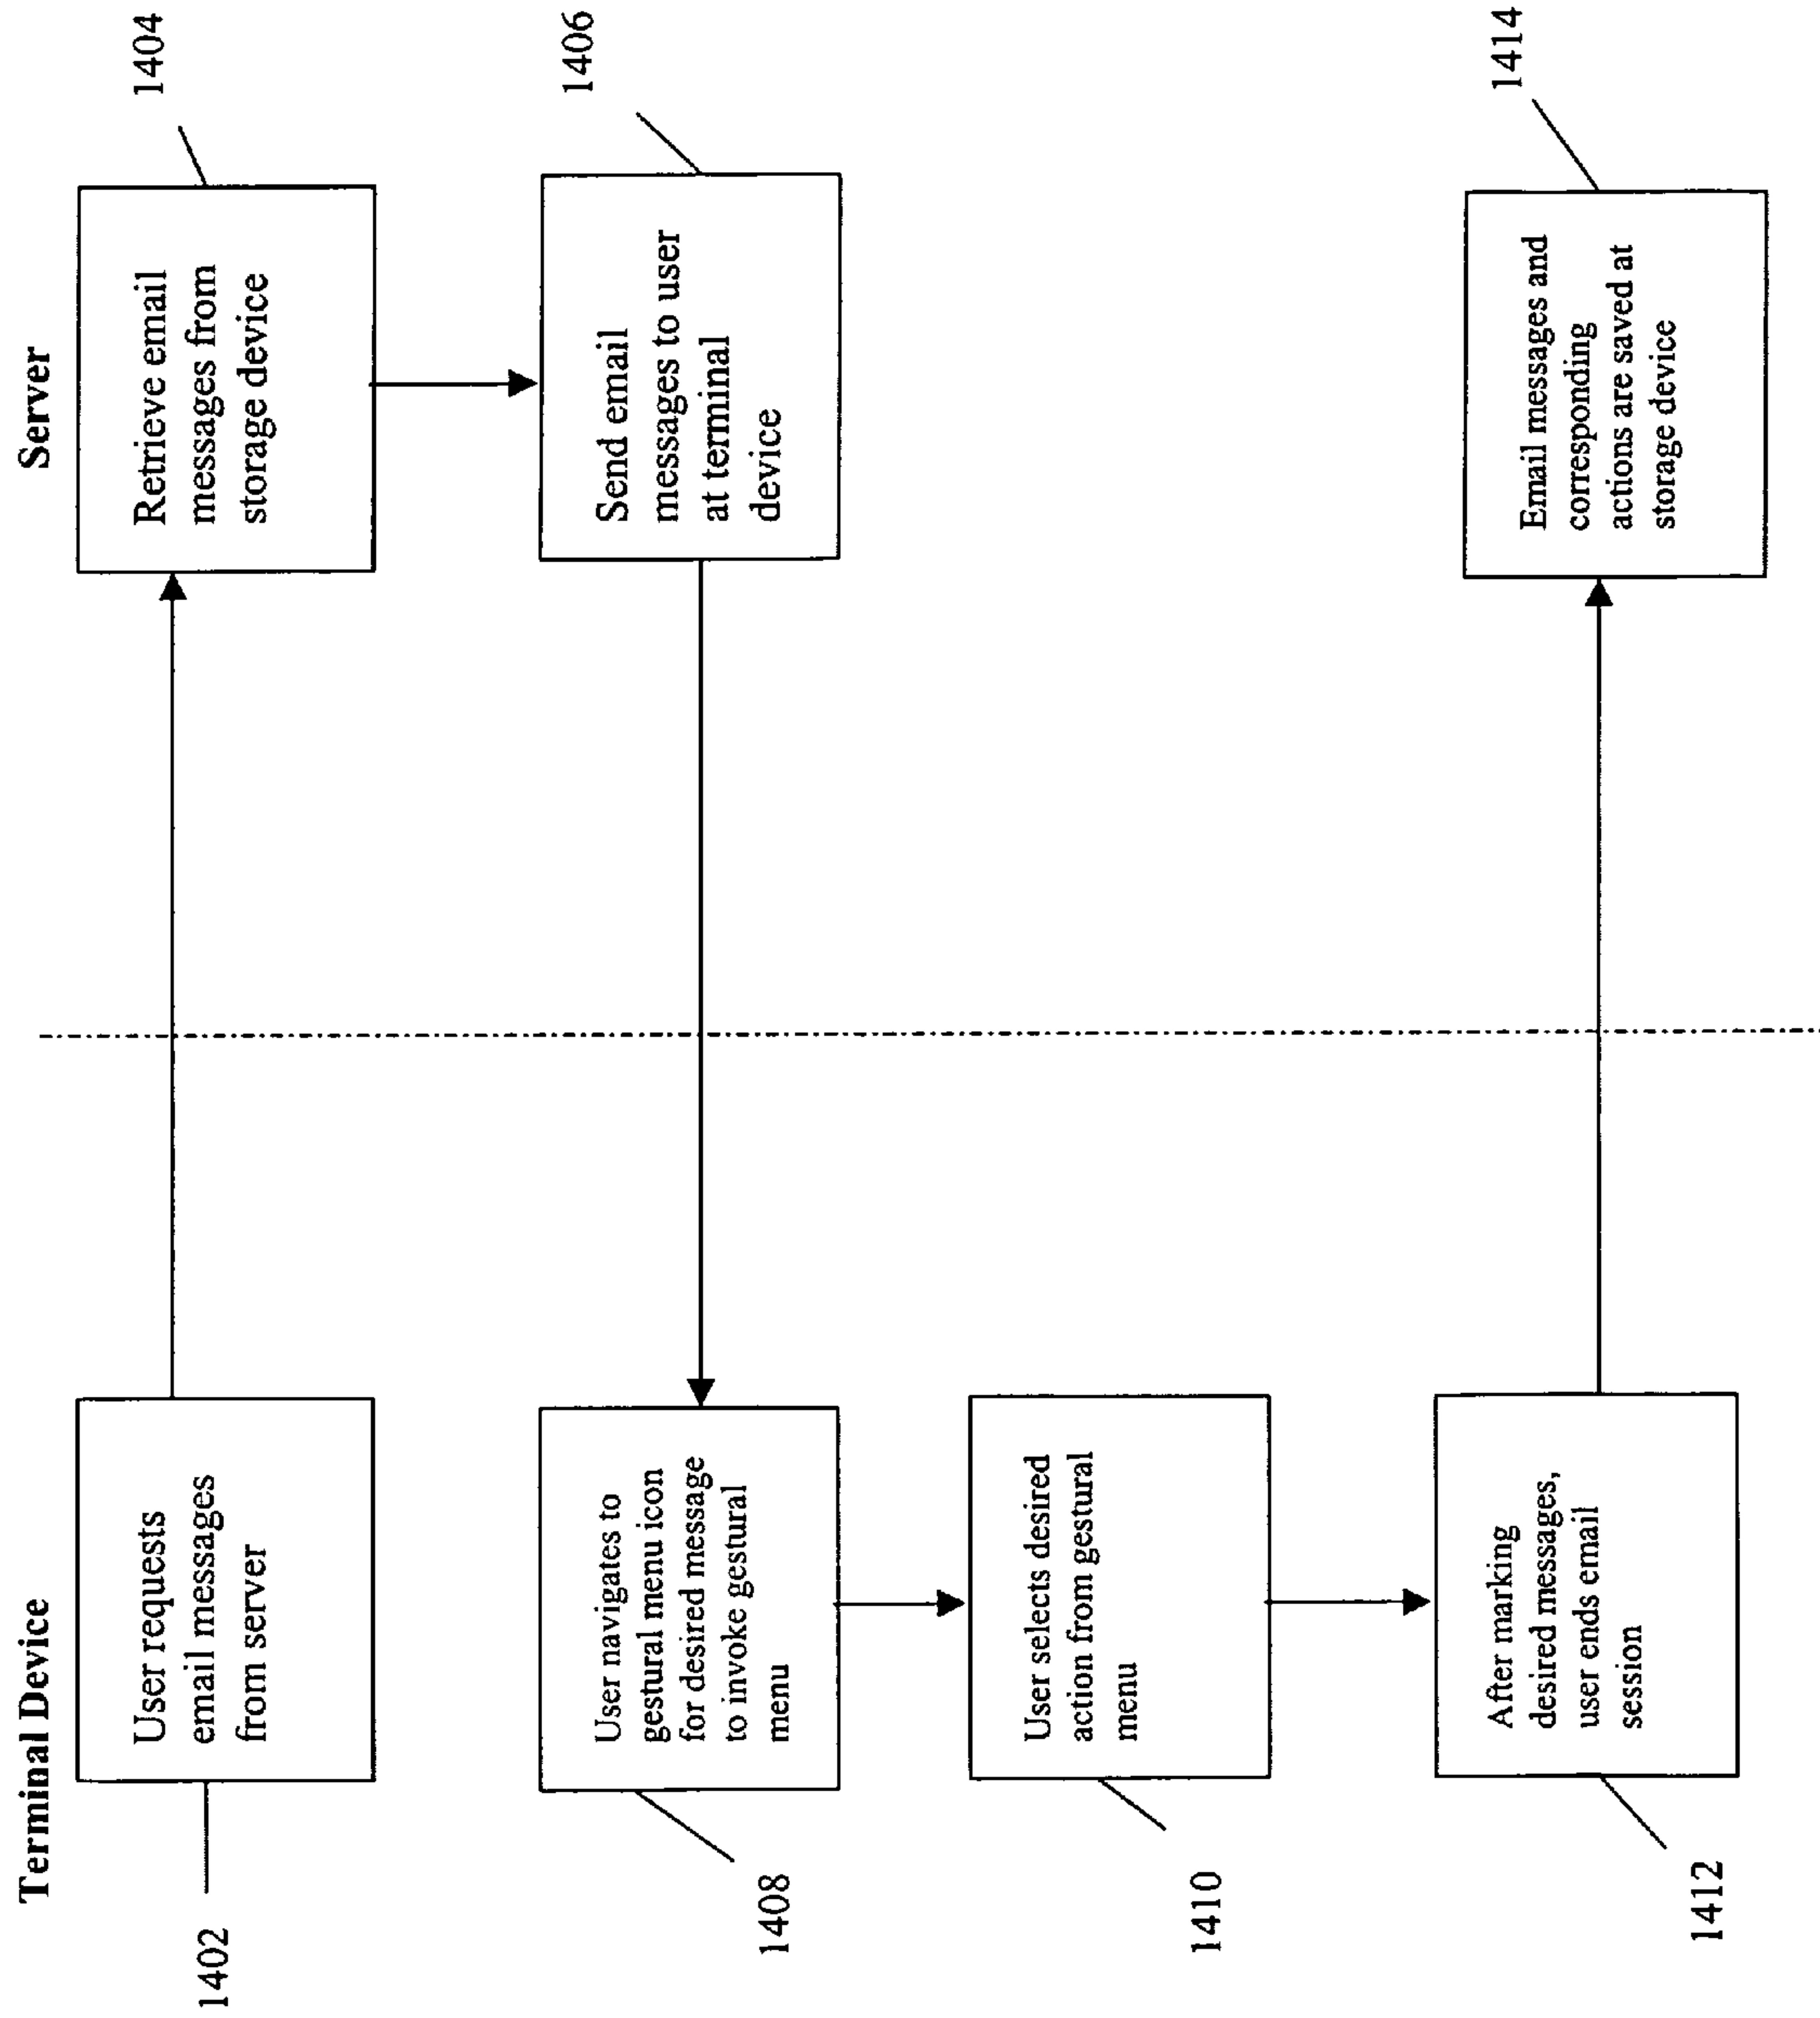 Terminal Device
Server
1402
User requests
email messages
from server
Retrieve email
messages from
storage device
1404
Send email
messages to user
at terminal
device
1406
1408
User navigates to
gestural menu icon
for desired message
to invoke gestural
menu
1410
User selects desired
action from gestural
menu
1412
After marking
desired messages,
user ends email
session
Email messages and
corresponding
actions are saved at
storage device
1414